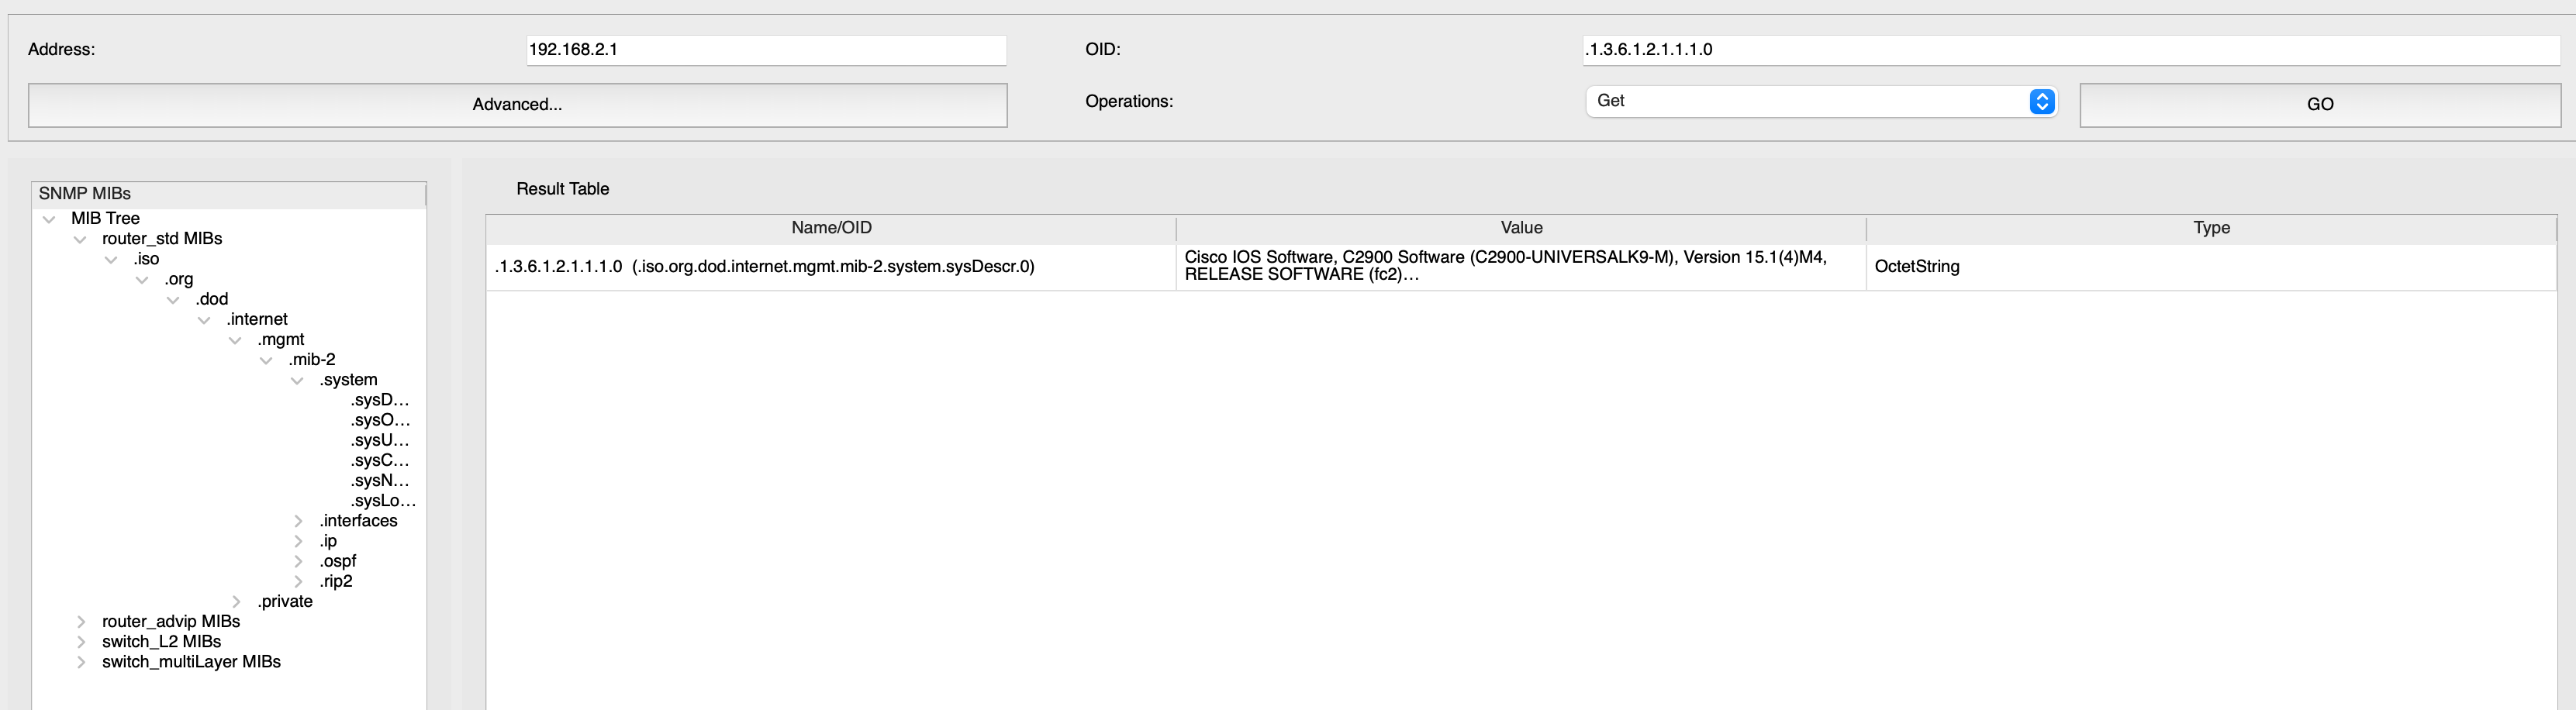 Address:
192.168.2.1
OID:
.1.3.6.1.2.1.1.1.0
Advanced...
Operations:
Get
GO
SNMP MIBs
MIB Tree
router_std MIBs
.iso
.org
.dod
.internet
.mgmt
.mib-2
.system
.sysD...
.sysO...
.sysU...
.sysC...
.sysN...
.sysLo...
.interfaces
.ip
.ospf
.rip2
.private
router_advip MIBs
switch_L2 MIBs
switch_multiLayer MIBs
Result Table
Name/OID
Value
Type
.1.3.6.1.2.1.1.1.0 (.iso.org.dod.internet.mgmt.mib-2.system.sysDescr.0)
Cisco IOS Software, C2900 Software (C2900-UNIVERSALK9-M), Version 15.1(4)M4,
RELEASE SOFTWARE (fc2)...
OctetString